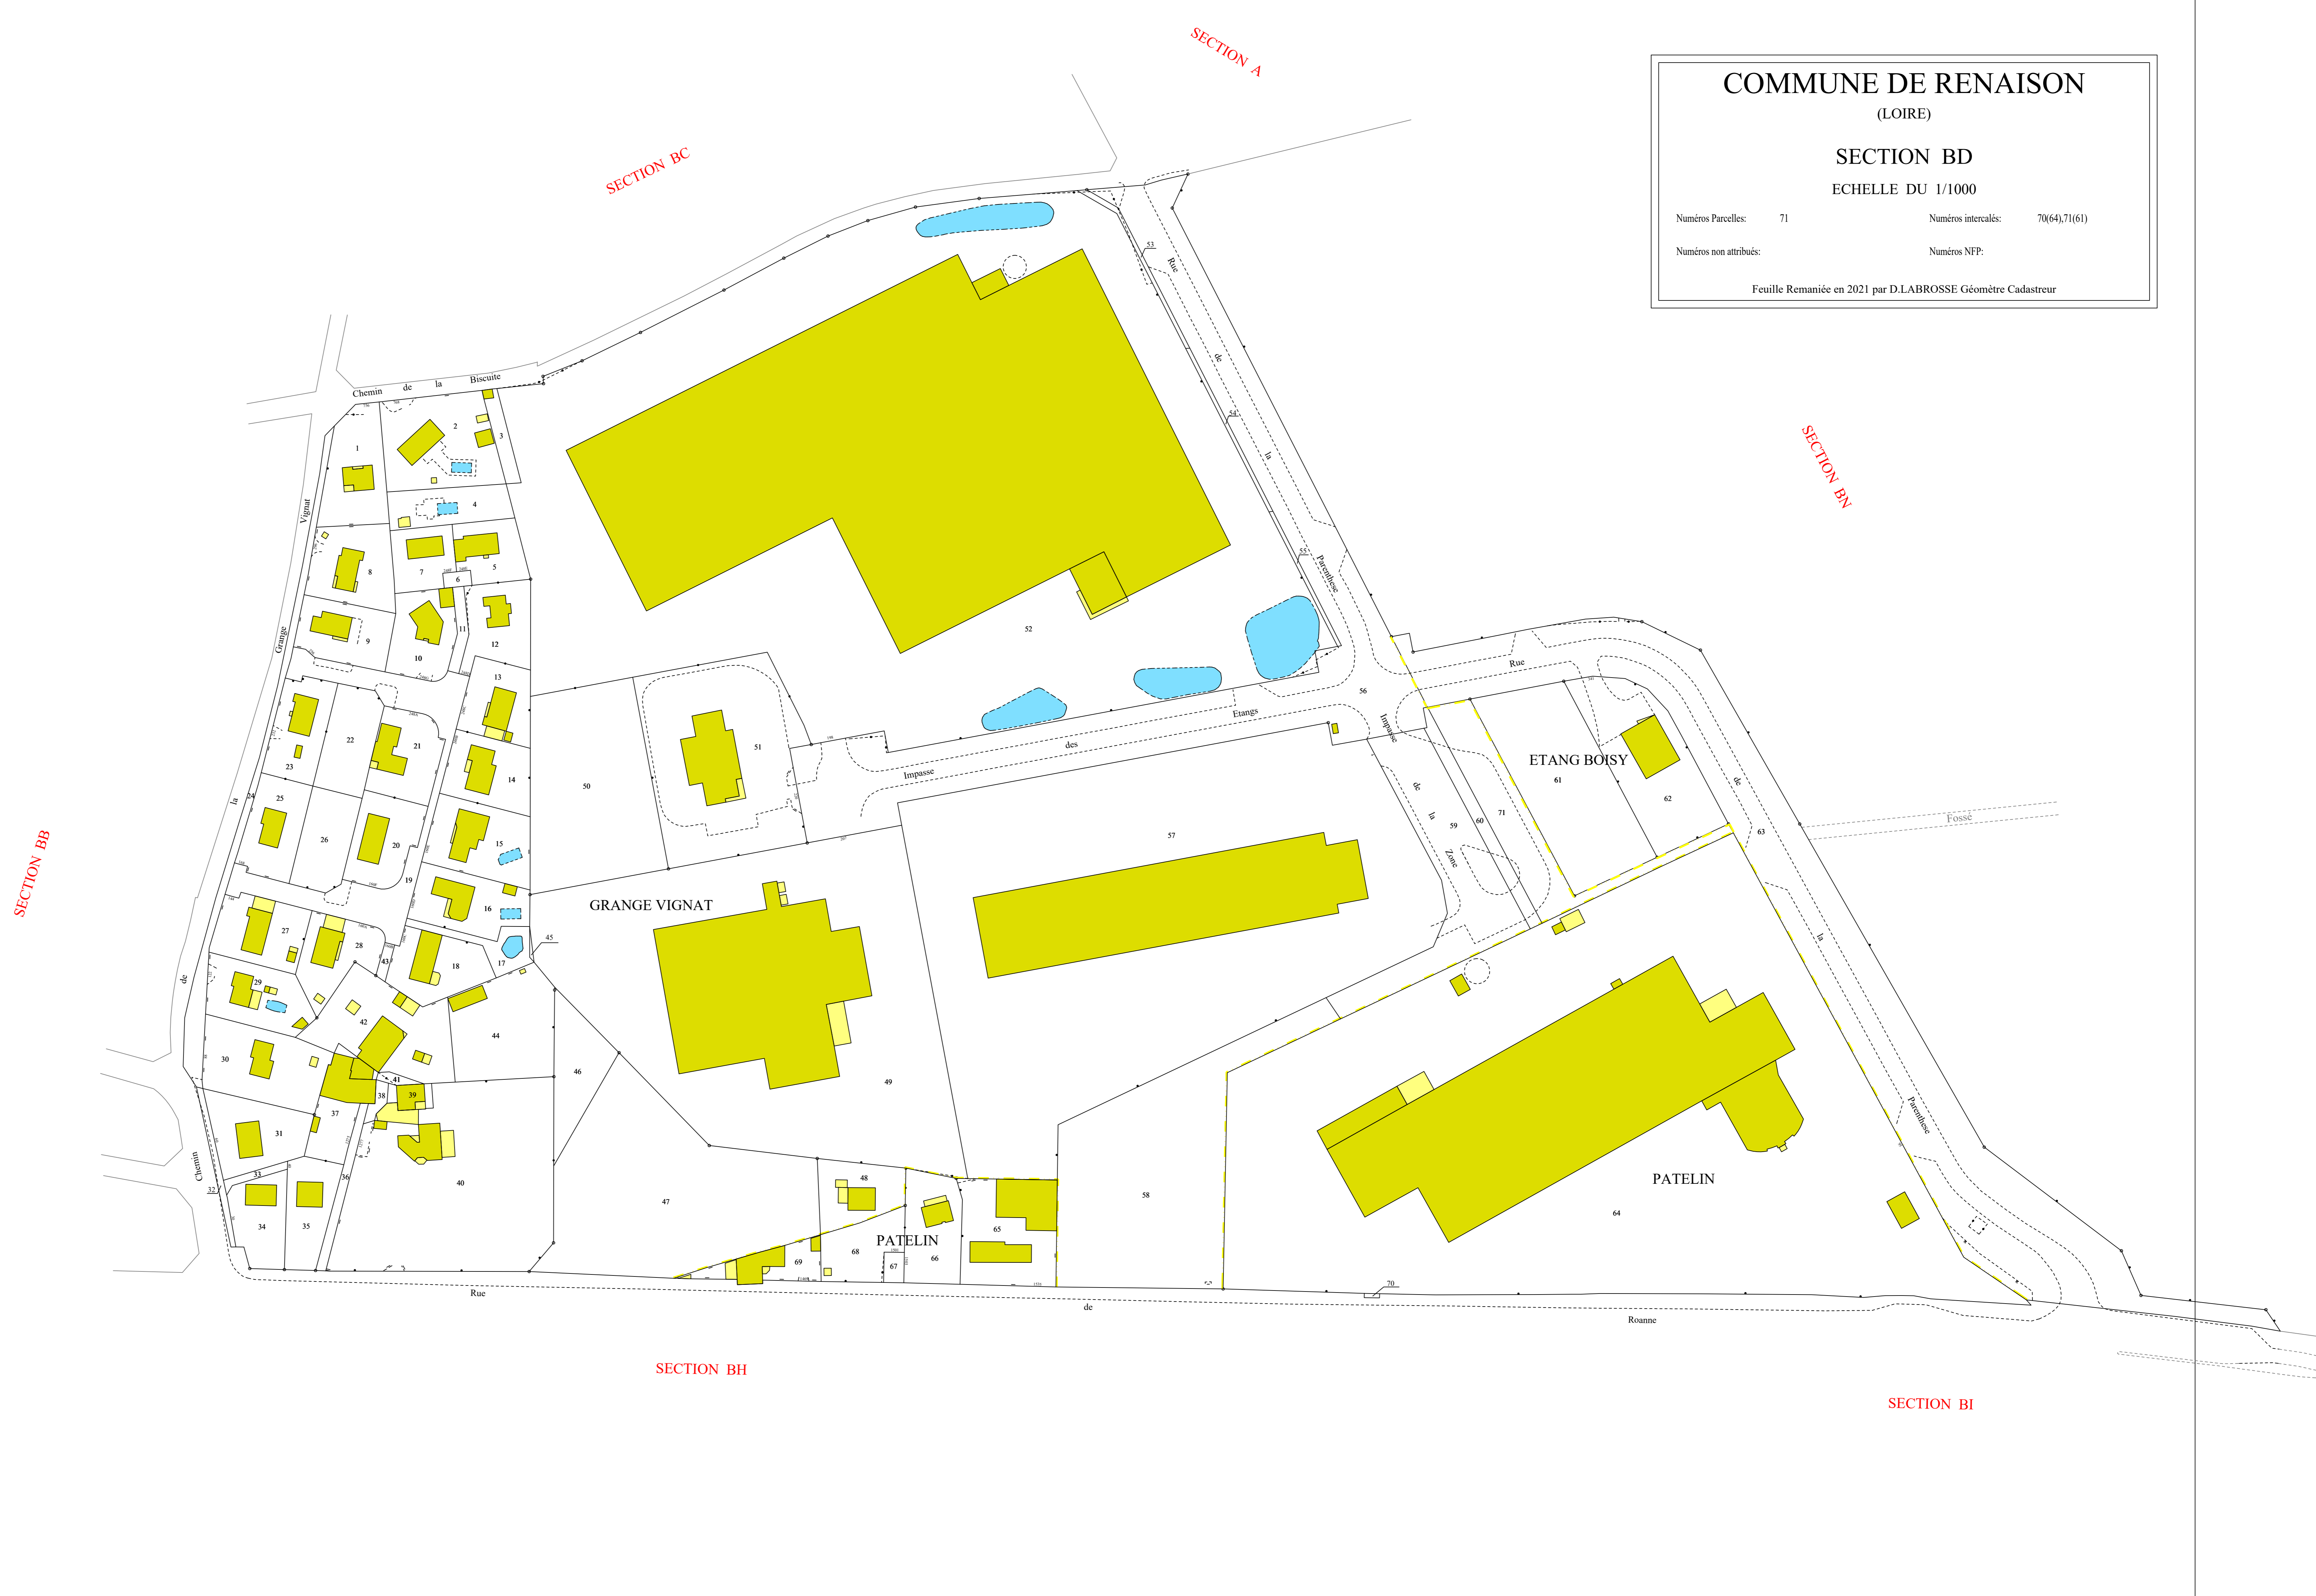 SECTION A
COMMUNE DE RENAISON
(LOIRE)
SECTION BD
ECHELLE DU 1/1000
Numéros Parcelles: 71
Numéros intercalés: 70(64),71(61)
Numéros non attribués:
Numéros NFP:
Feuille Remaniée en 2021 par D.LABROSSE Géomètre Cadastreur
SECTION BC
SECTION BN
SECTION BB
SECTION BH
SECTION BI
Chemin de la Biscuite
Chemin de la Grange Vignat
Rue de la Parenthese
Rue de la Parenthese
Impasse des Etangs
Impasse de la Zone
Rue de Roanne
Fossé
GRANGE VIGNAT
ETANG BOISY
PATELIN
PATELIN
1
2
3
4
5
6
7
8
9
10
11
12
13
14
15
16
17
18
19
20
21
22
23
24
25
26
27
28
29
30
31
32
33
34
35
36
37
38
39
40
41
42
43
44
45
46
47
48
49
50
51
52
53
54
55
56
57
58
59
60
61
62
63
64
65
66
67
68
69
70
71